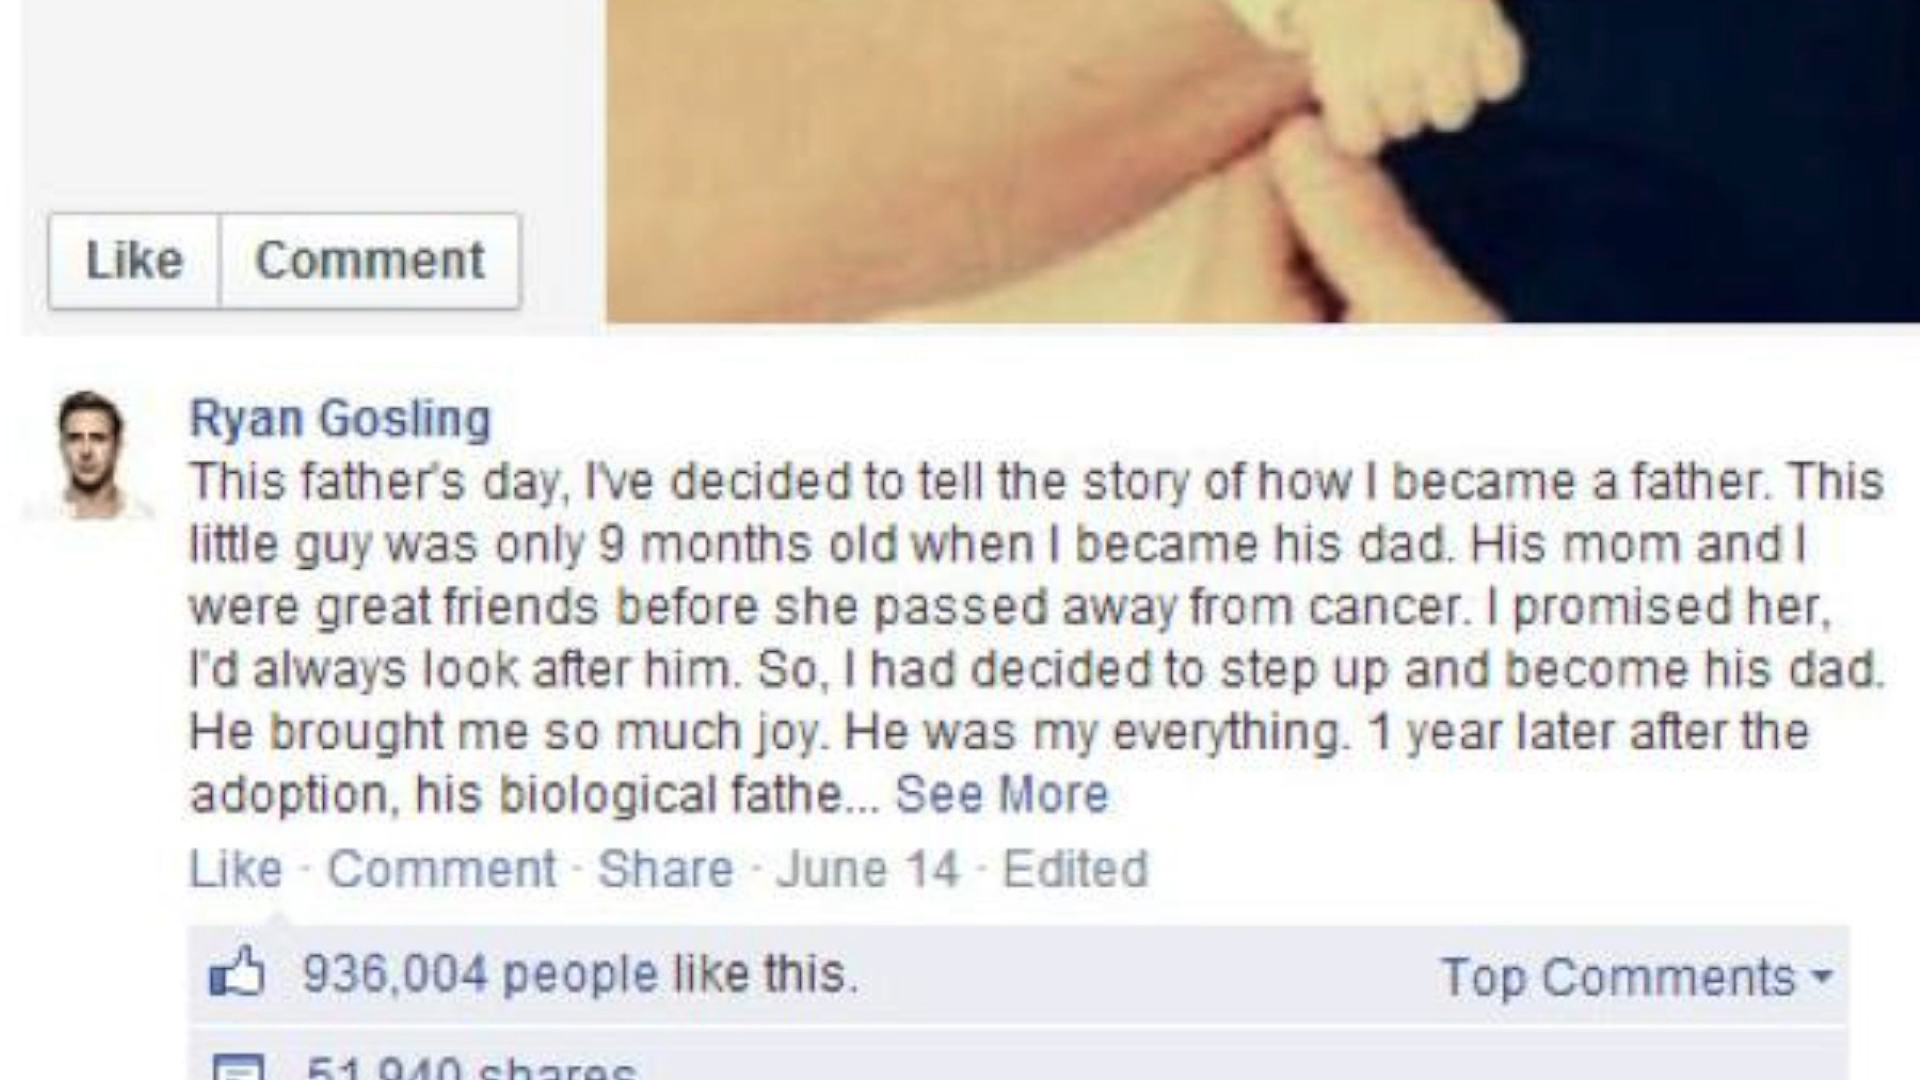 Like Comment
Ryan Gosling
This father's day, I've decided to tell the story of how I became a father. This
little guy was only 9 months old when I became his dad. His mom and I
were great friends before she passed away from cancer. I promised her,
I'd always look after him. So, I had decided to step up and become his dad.
He brought me so much joy. He was my everything. 1 year later after the
adoption, his biological fathe... See More
Like · Comment · Share · June 14 · Edited
936,004 people like this. Top Comments
51,940 shares